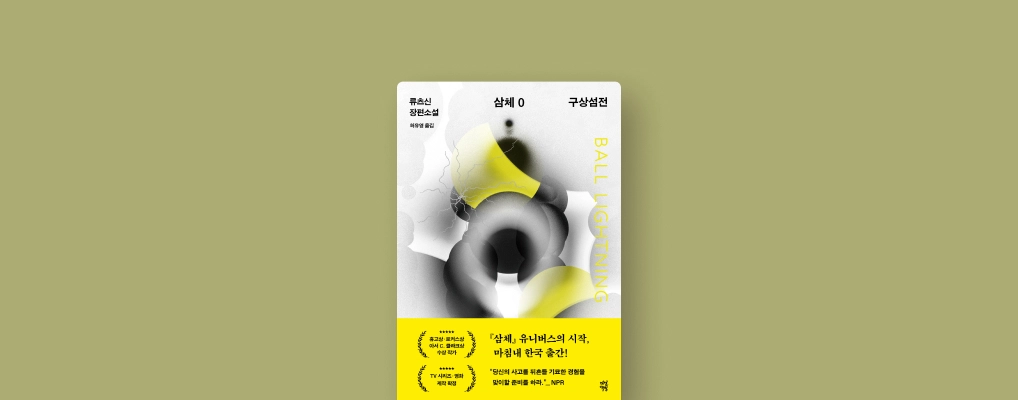 류츠신
장편소설
허유영 옮김
삼체 0
구상섬전
BALL LIGHTNING
『삼체』 유니버스의 시작,
마침내 한국 출간!
★★★★★
휴고상·로커스상
아서 C. 클라크상
수상 작가
★★★★★
TV 시리즈·영화
제작 확정
"당신의 사고를 뒤흔들 기묘한 경험을
맞이할 준비를 하라."_ NPR